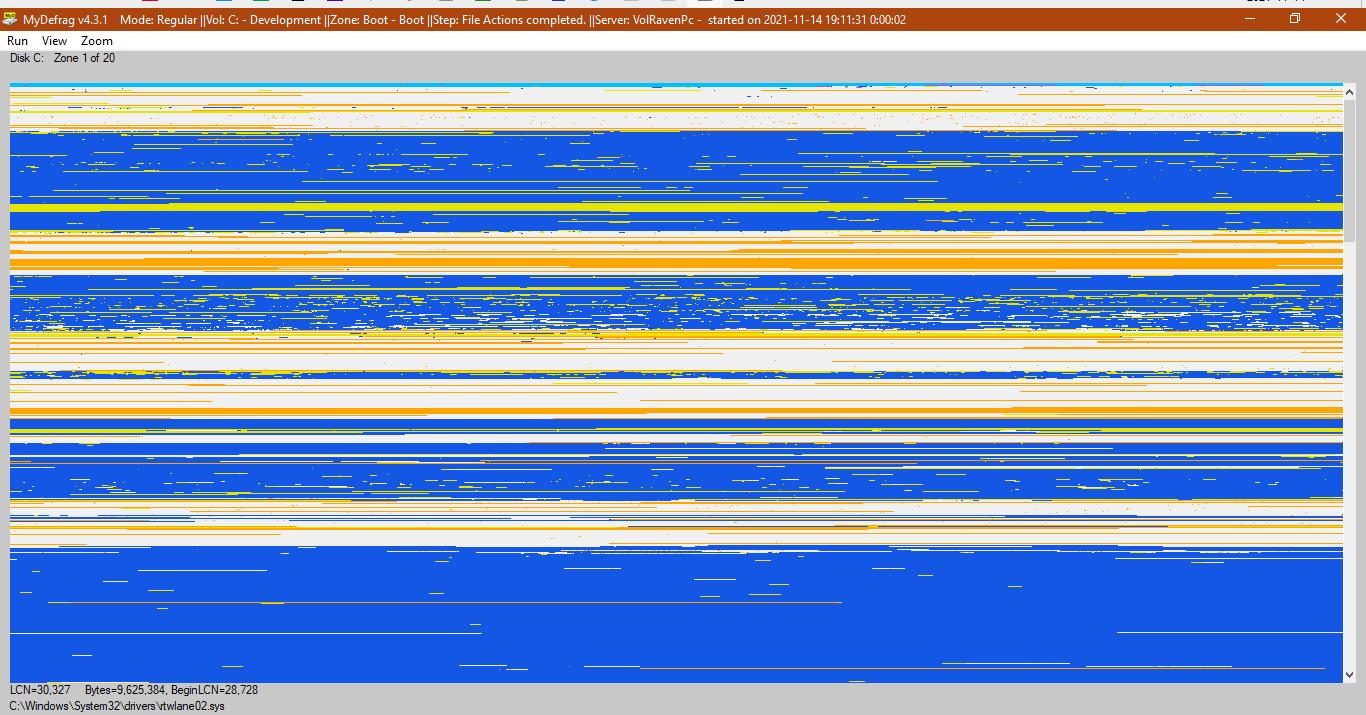 MyDefrag v4.3.1 Mode: Regular ||Vol: C: - Development ||Zone: Boot - Boot ||Step: File Actions completed. ||Server: VolRavenPc - started on 2021-11-14 19:11:31 0:00:02
Run View Zoom
Disk C: Zone 1 of 20
LCN=30,327 Bytes=9,625,384, BeginLCN=28,728
C:\Windows\System32\drivers\rtwlane02.sys